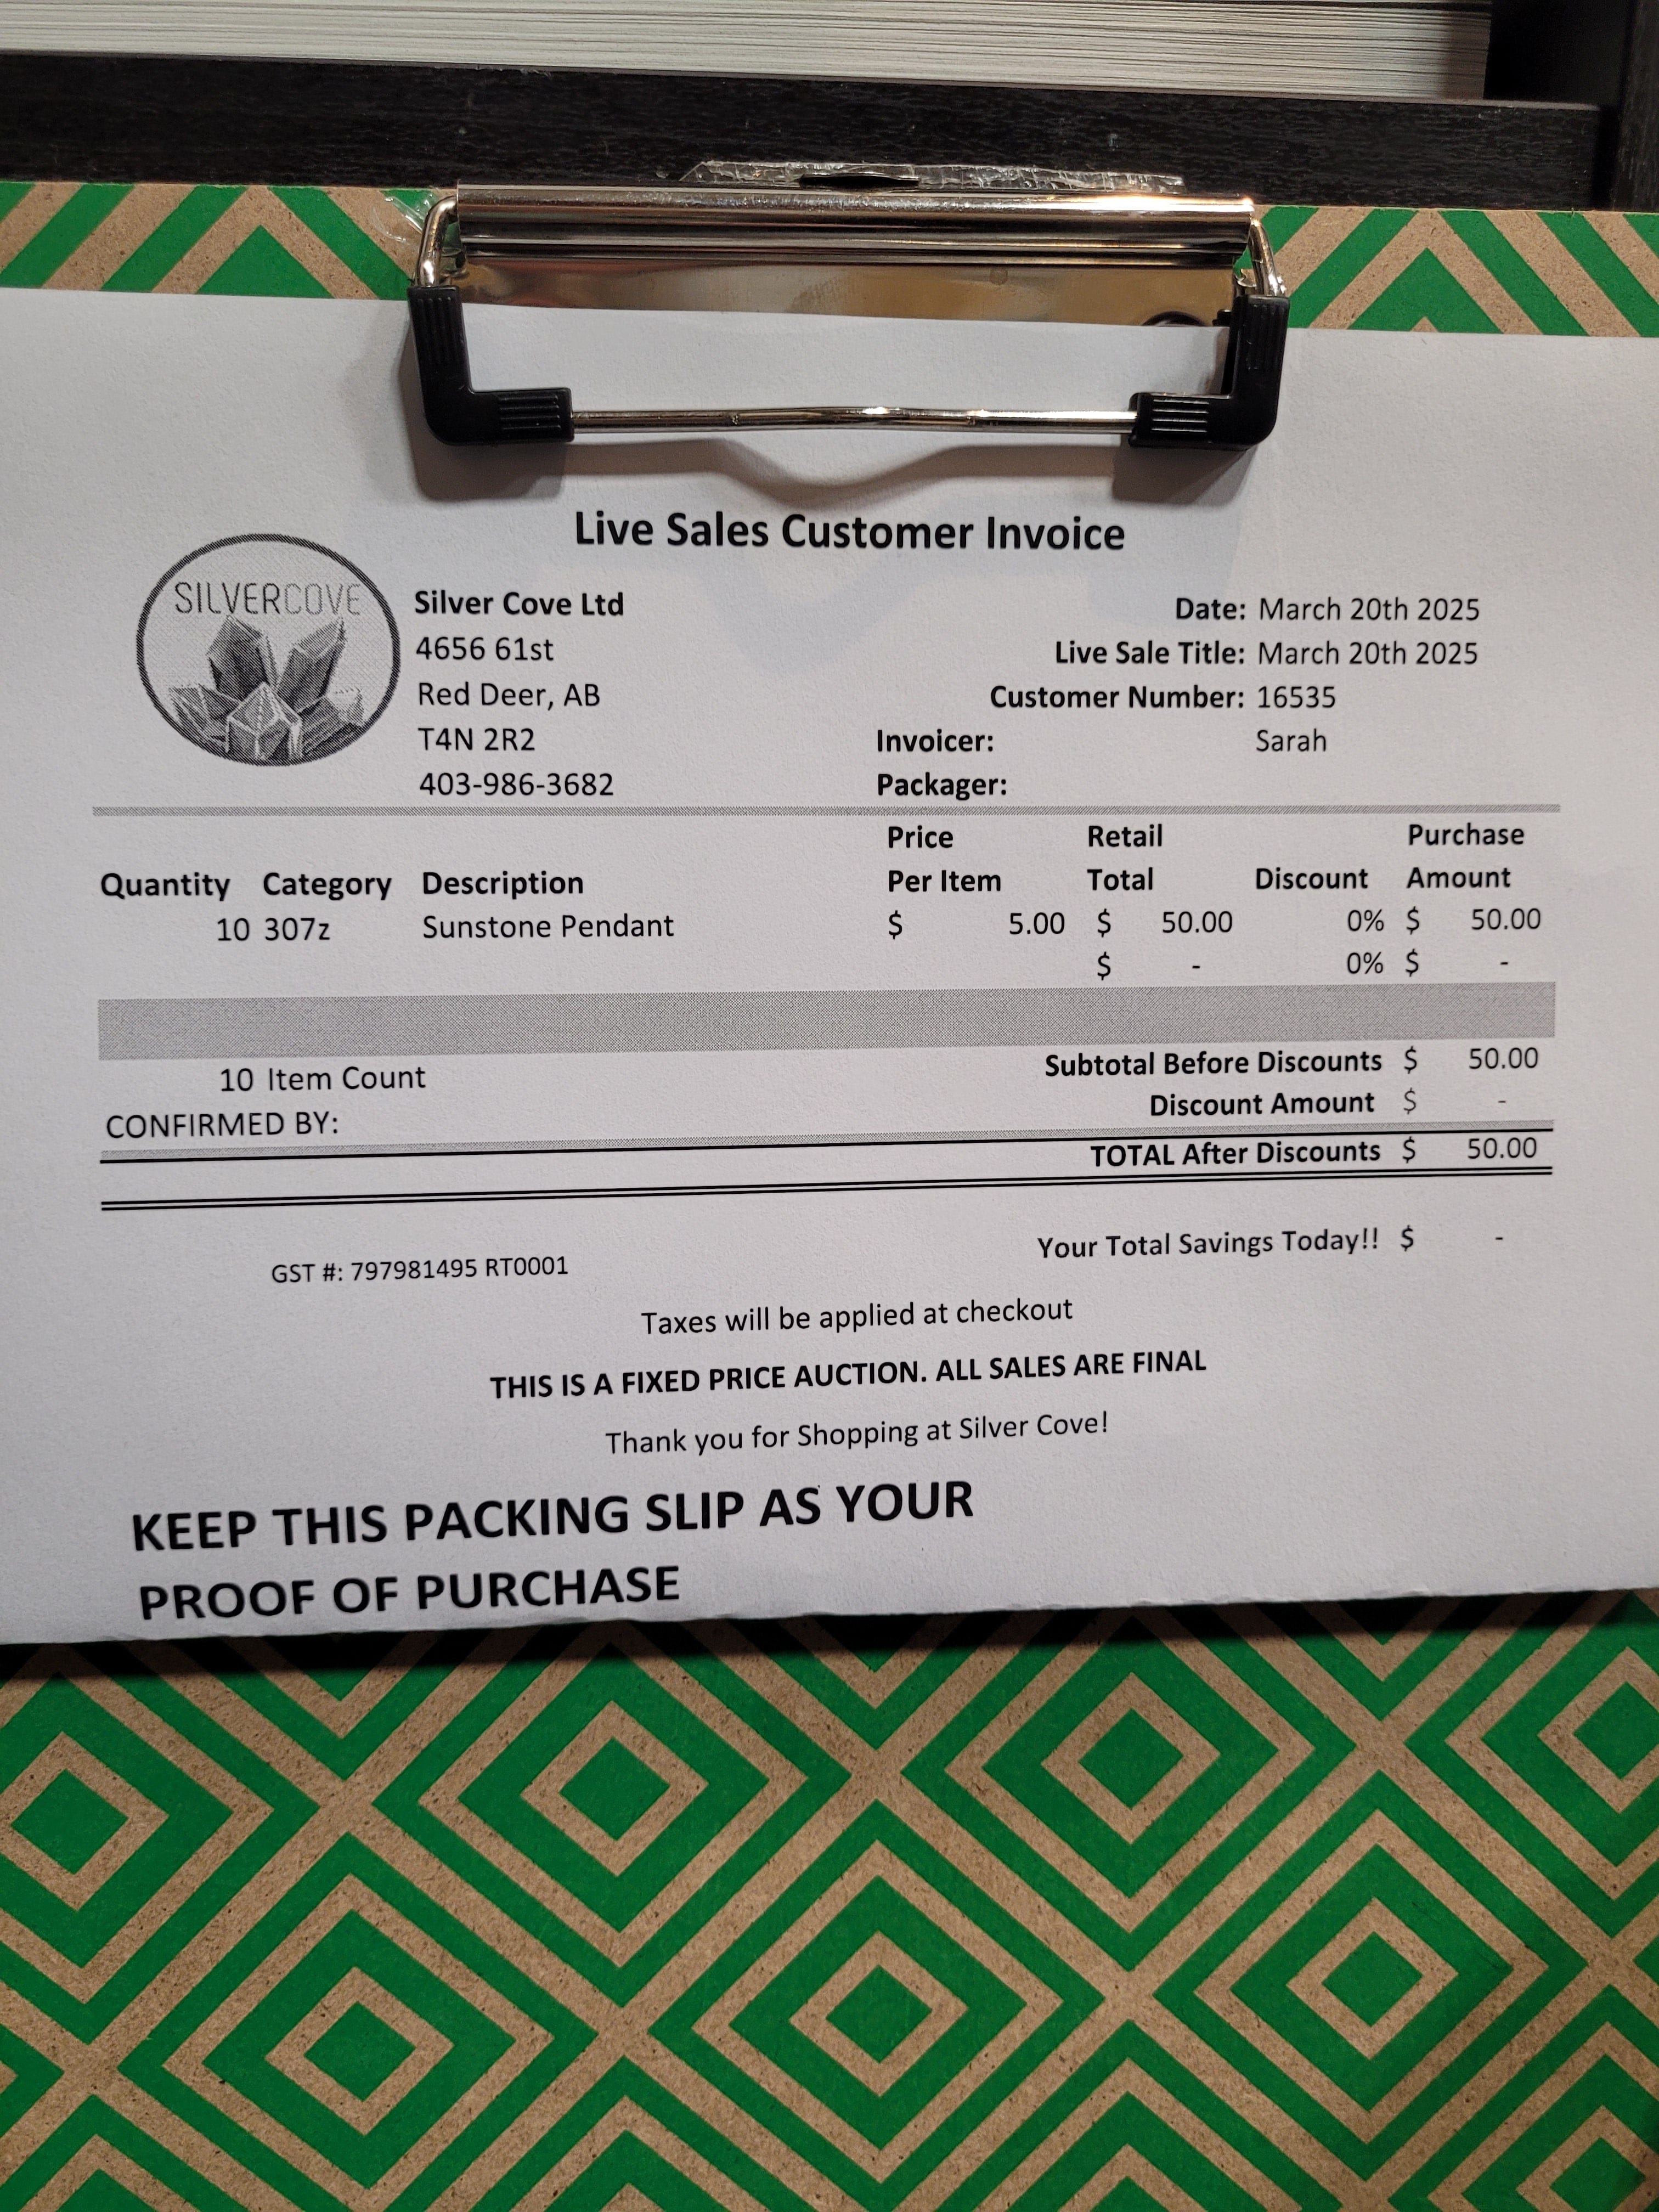 Live Sales Customer Invoice
SILVERCOVE
Silver Cove Ltd
4656 61st
Red Deer, AB
T4N 2R2
403-986-3682
Date: March 20th 2025
Live Sale Title: March 20th 2025
Customer Number: 16535
Invoicer: Sarah
Packager:
Quantity Category Description Price Per Item Retail Total Discount Purchase Amount
10 307z Sunstone Pendant $ 5.00 $ 50.00 0% $ 50.00
$ - 0% $ -
10 Item Count
CONFIRMED BY:
Subtotal Before Discounts $ 50.00
Discount Amount $ -
TOTAL After Discounts $ 50.00
Your Total Savings Today!! $ -
GST #: 797981495 RT0001
Taxes will be applied at checkout
THIS IS A FIXED PRICE AUCTION. ALL SALES ARE FINAL
Thank you for Shopping at Silver Cove!
KEEP THIS PACKING SLIP AS YOUR
PROOF OF PURCHASE